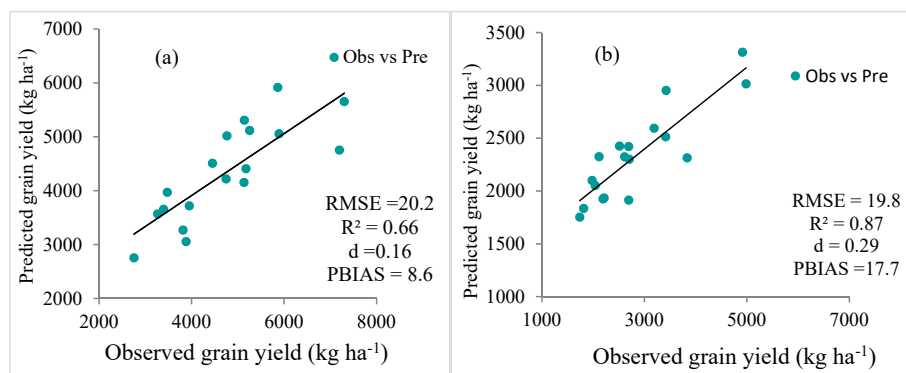 (a)
Obs vs Pre
Predicted grain yield (kg ha⁻¹)
7000
6000
5000
4000
3000
2000
RMSE =20.2
R² = 0.66
d =0.16
PBIAS = 8.6
2000
4000
6000
8000
Observed grain yield (kg ha⁻¹)
(b)
Obs vs Pre
Predicted grain yield (kg ha⁻¹)
3500
3000
2500
2000
1500
1000
RMSE = 19.8
R² = 0.87
d = 0.29
PBIAS =17.7
1000
3000
5000
7000
Observed grain yield (kg ha⁻¹)